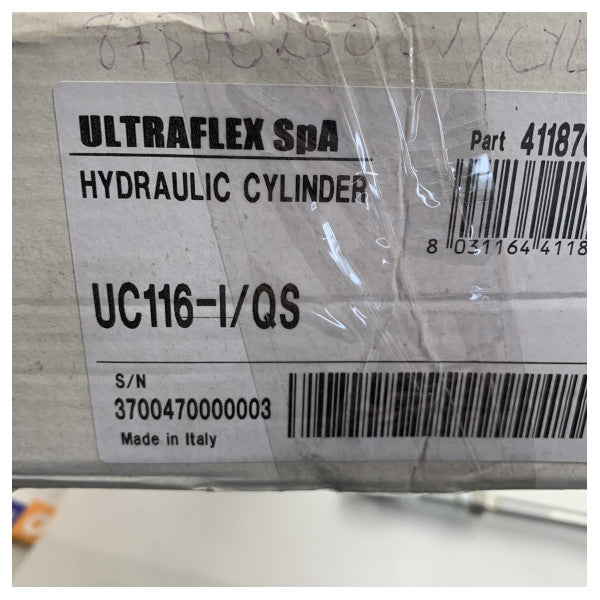 ULTRAFLEX SpA
Part 41187
HYDRAULIC CYLINDER
8 031164 4118
UC116-I/QS
S/N
3700470000003
Made in Italy